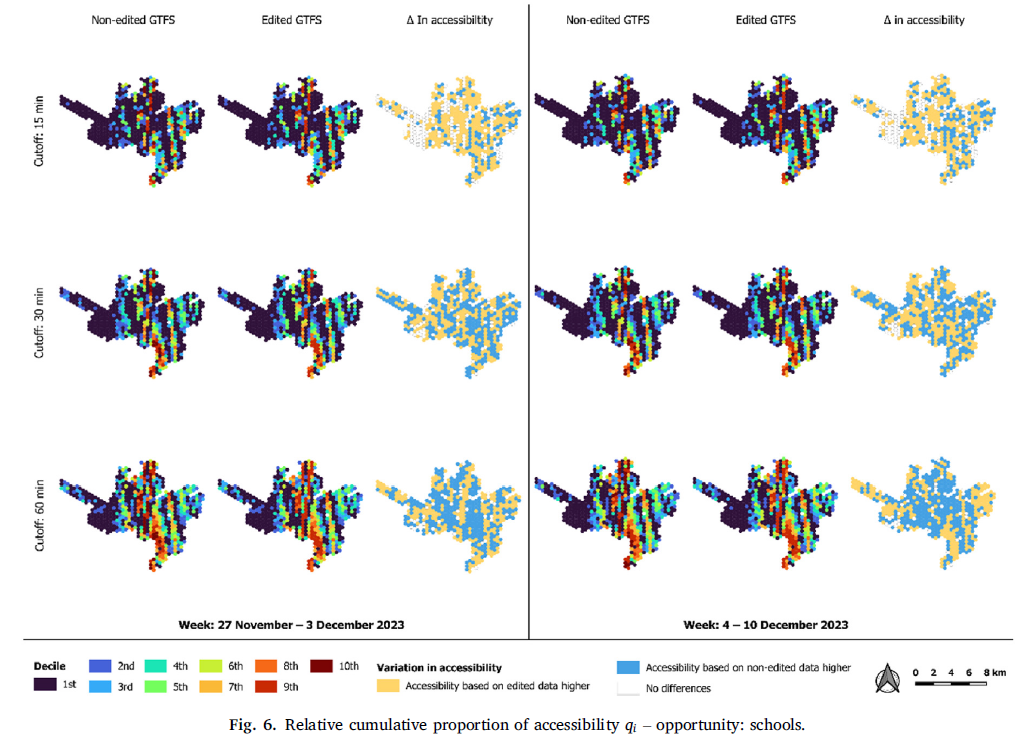 Non-edited GTFS Edited GTFS Δ In accessibiltity Non-edited GTFS Edited GTFS Δ in accessibility
Cutoff: 15 min
Cutoff: 30 min
Cutoff: 60 min
Week: 27 November – 3 December 2023 Week: 4 – 10 December 2023
Decile
1st
2nd
3rd
4th
5th
6th
7th
8th
9th
10th
Variation in accessibility
Accessibility based on edited data higher
Accessibility based on non-edited data higher
No differences
0 2 4 6 8 km
Fig. 6. Relative cumulative proportion of accessibility qi – opportunity: schools.